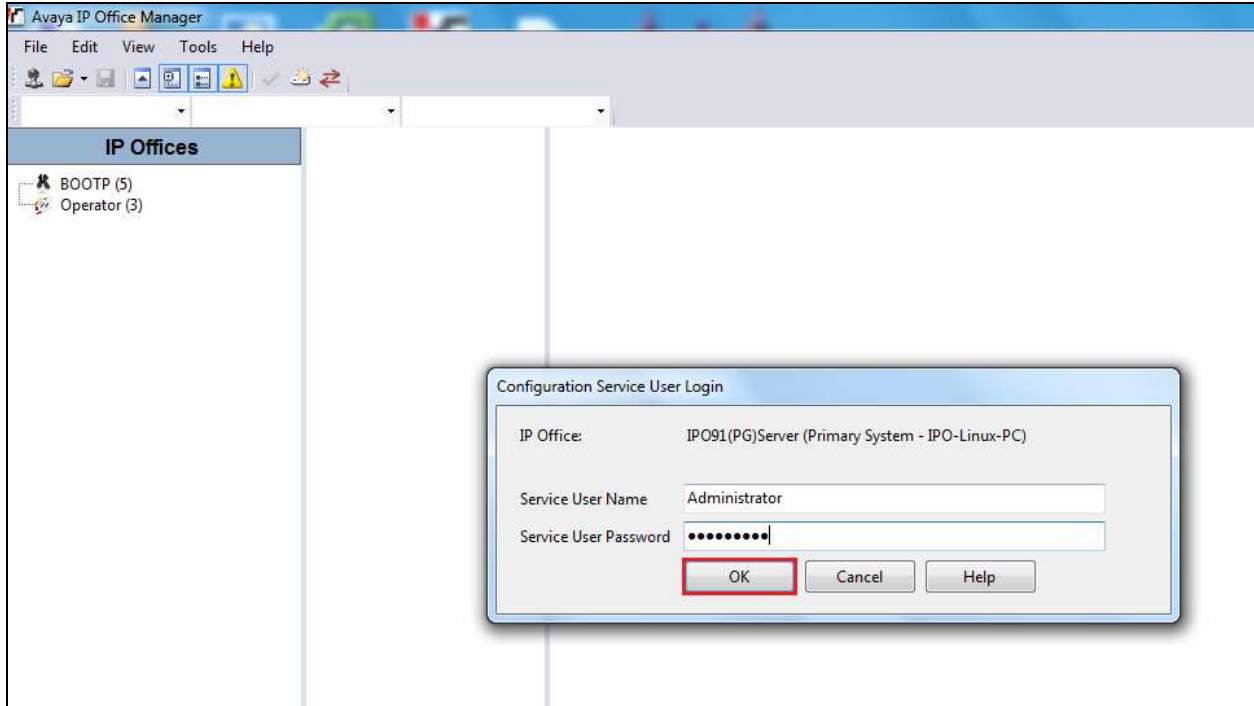 Avaya IP Office Manager
File Edit View Tools Help
IP Offices
BOOTP (5)
Operator (3)
Configuration Service User Login
IP Office: IPO91(PG)Server (Primary System - IPO-Linux-PC)
Service User Name Administrator
Service User Password •••••••••
OK Cancel Help